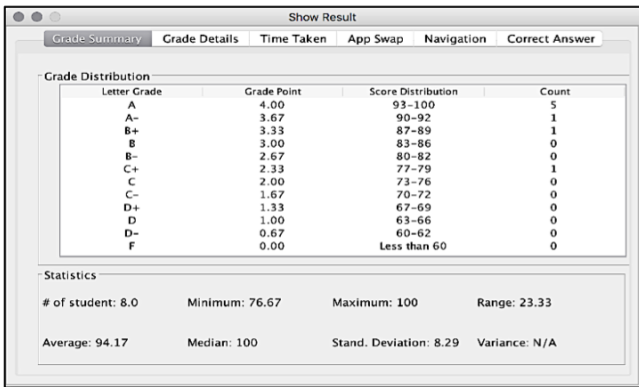 Show Result
Grade Summary Grade Details Time Taken App Swap Navigation Correct Answer
Grade Distribution
Letter Grade Grade Point Score Distribution Count
A 4.00 93-100 5
A- 3.67 90-92 1
B+ 3.33 87-89 1
B 3.00 83-86 0
B- 2.67 80-82 0
C+ 2.33 77-79 1
C 2.00 73-76 0
C- 1.67 70-72 0
D+ 1.33 67-69 0
D 1.00 63-66 0
D- 0.67 60-62 0
F 0.00 Less than 60 0
Statistics
# of student: 8.0 Minimum: 76.67 Maximum: 100 Range: 23.33
Average: 94.17 Median: 100 Stand. Deviation: 8.29 Variance: N/A